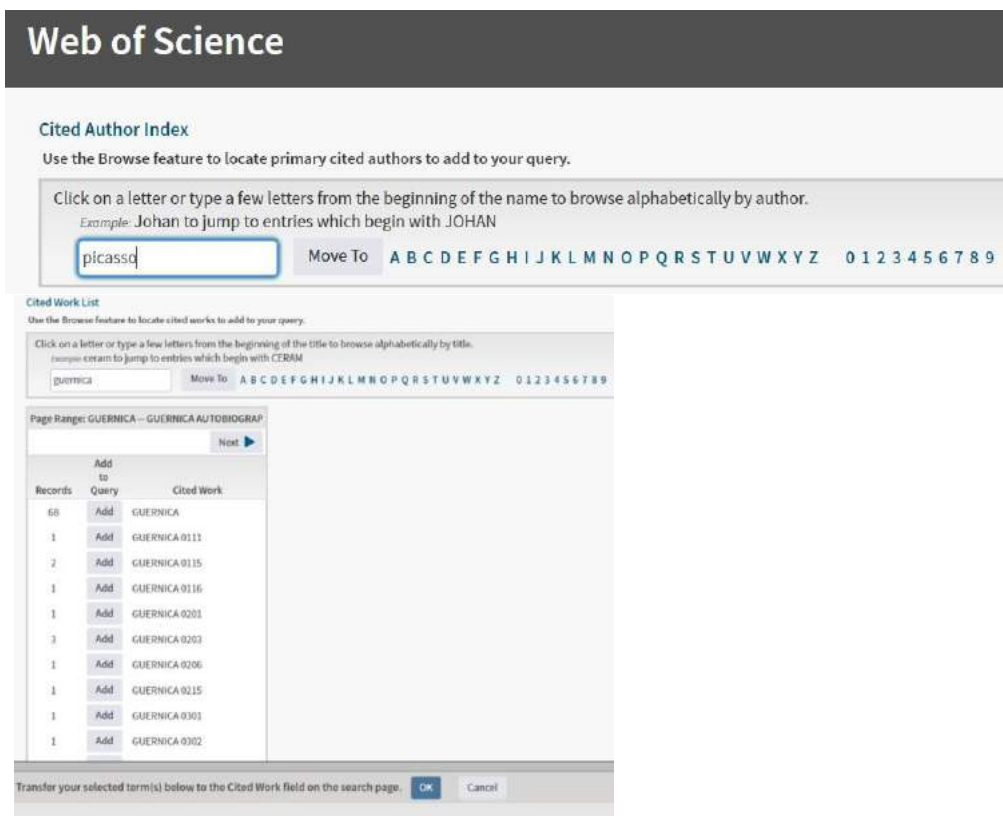 Web of Science
Cited Author Index
Use the Browse feature to locate primary cited authors to add to your query.
Click on a letter or type a few letters from the beginning of the name to browse alphabetically by author.
Example: Johan to jump to entries which begin with JOHAN
picasso Move To A B C D E F G H I J K L M N O P Q R S T U V W X Y Z 0 1 2 3 4 5 6 7 8 9
Cited Work List
Use the Browse feature to locate cited works to add to your query.
Click on a letter or type a few letters from the beginning of the title to browse alphabetically by title.
Example: ceram to jump to entries which begin with CERAM
guernica Move To A B C D E F G H I J K L M N O P Q R S T U V W X Y Z 0 1 2 3 4 5 6 7 8 9
Page Range: GUERNICA -- GUERNICA AUTOBIOGRAP
Next
Add
to
Records Query Cited Work
68 Add GUERNICA
1 Add GUERNICA 0111
2 Add GUERNICA 0115
1 Add GUERNICA 0116
1 Add GUERNICA 0201
3 Add GUERNICA 0203
1 Add GUERNICA 0206
1 Add GUERNICA 0215
1 Add GUERNICA 0301
1 Add GUERNICA 0302
Transfer your selected term(s) below to the Cited Work field on the search page. OK Cancel